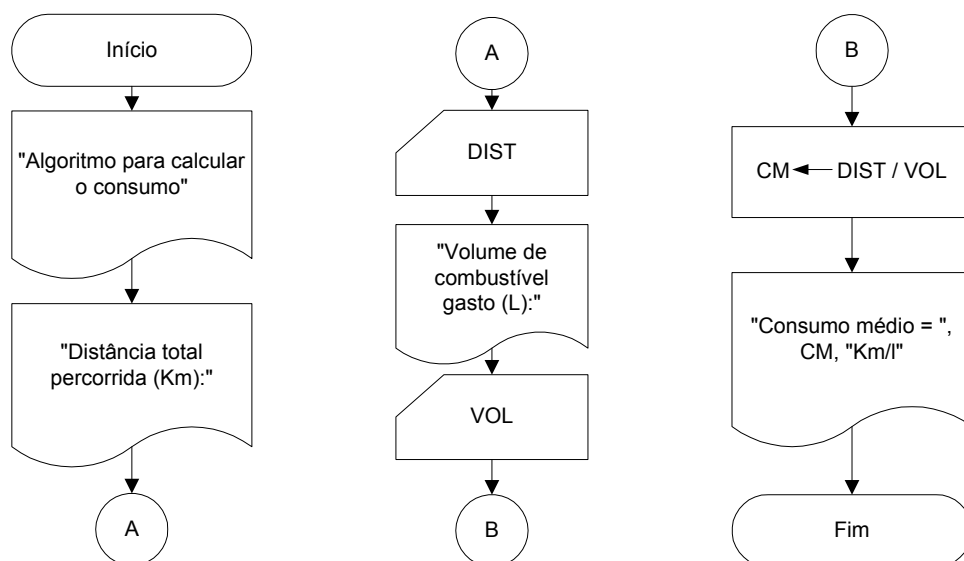 Início
"Algoritmo para calcular
o consumo"
"Distância total
percorrida (Km):"
A
A
DIST
"Volume de
combustível
gasto (L):"
VOL
B
B
CM DIST / VOL
"Consumo médio = ",
CM, "Km/l"
Fim